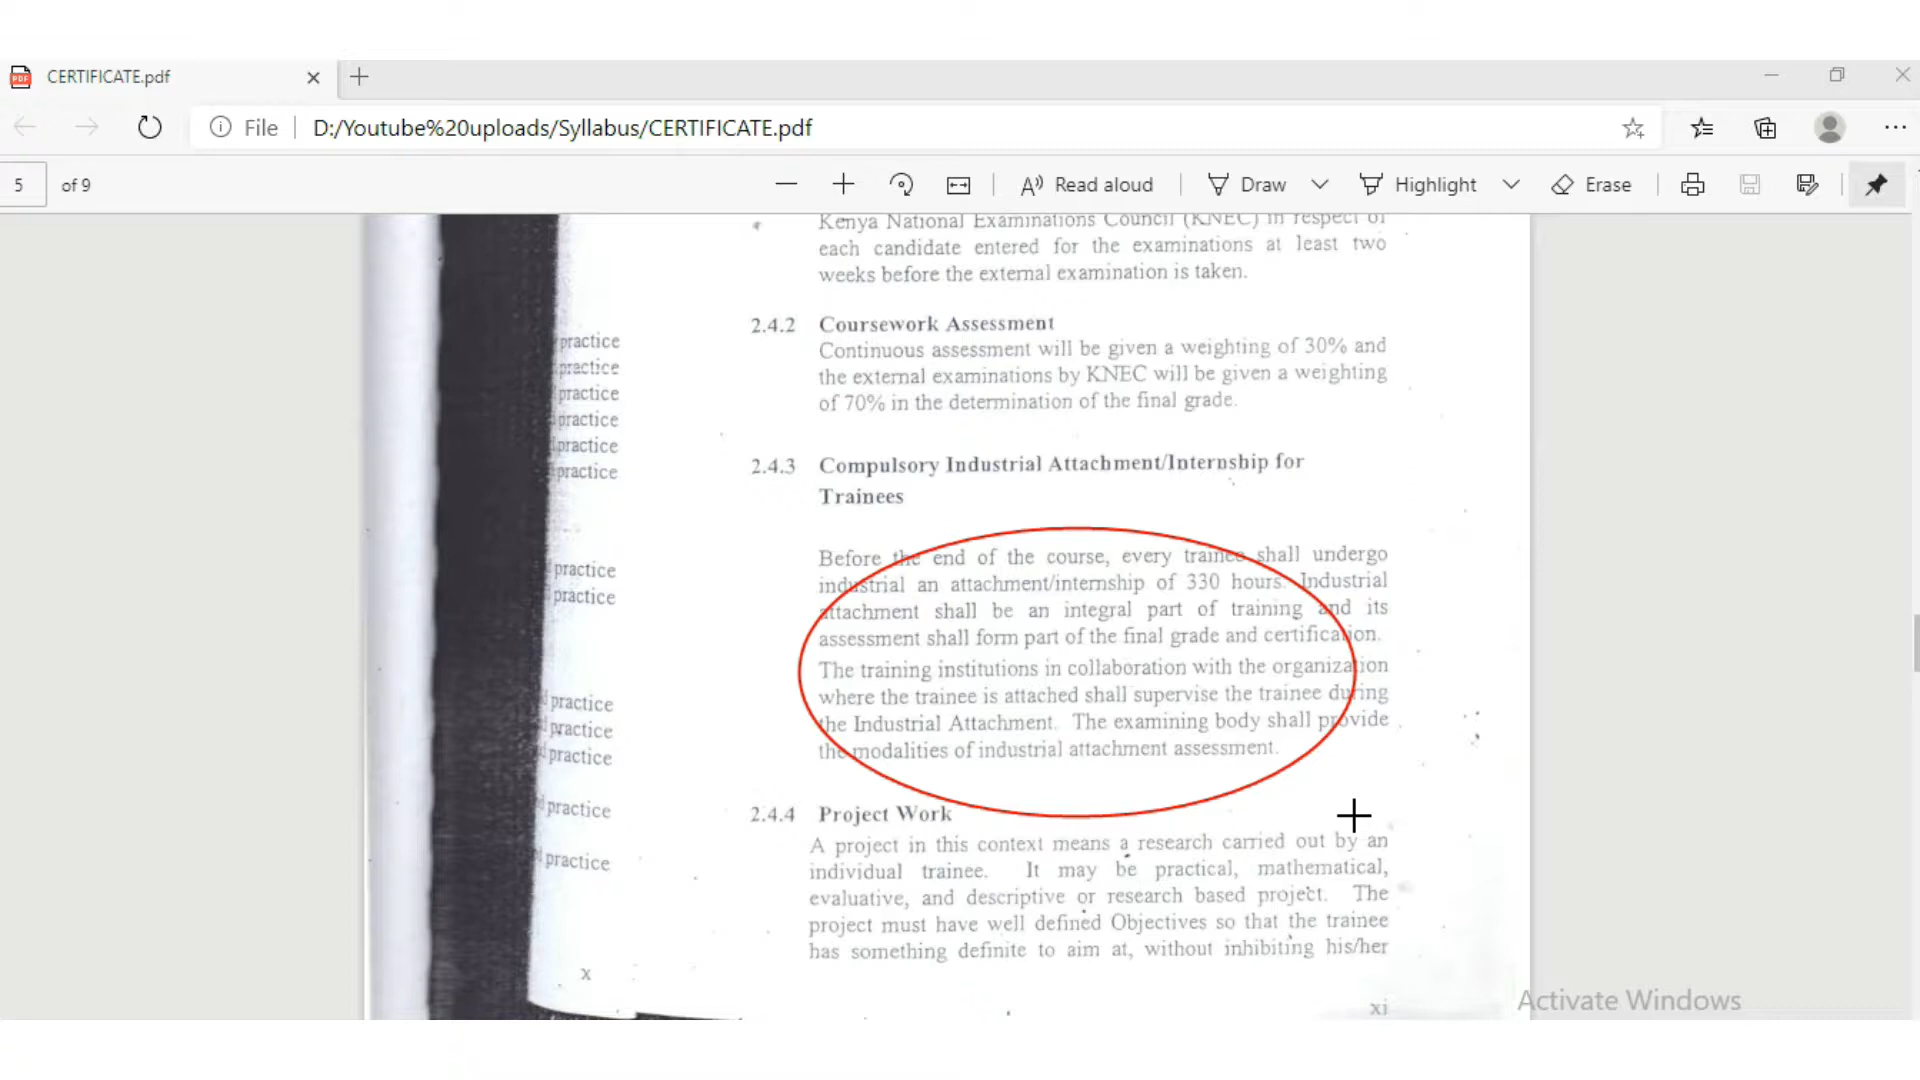 CERTIFICATE.pdf
File
D:/Youtube%20uploads/Syllabus/CERTIFICATE.pdf
5 of 9
Read aloud
Draw
Highlight
Erase
Kenya National Examinations Council (KNEC) in respect of
each candidate entered for the examinations at least two
weeks before the external examination is taken.
practice
practice
practice
practice
practice
practice
practice
practice
practice
practice
practice
practice
practice
x
2.4.2 Coursework Assessment
Continuous assessment will be given a weighting of 30% and
the external examinations by KNEC will be given a weighting
of 70% in the determination of the final grade.
2.4.3 Compulsory Industrial Attachment/Internship for
Trainees
Before the end of the course, every trainee shall undergo
industrial an attachment/internship of 330 hours. Industrial
attachment shall be an integral part of training and its
assessment shall form part of the final grade and certification.
The training institutions in collaboration with the organization
where the trainee is attached shall supervise the trainee during
the Industrial Attachment. The examining body shall provide
the modalities of industrial attachment assessment.
2.4.4 Project Work
A project in this context means a research carried out by an
individual trainee. It may be practical, mathematical,
evaluative, and descriptive or research based project. The
project must have well defined Objectives so that the trainee
has something definite to aim at, without inhibiting his/her
xi
Activate Windows